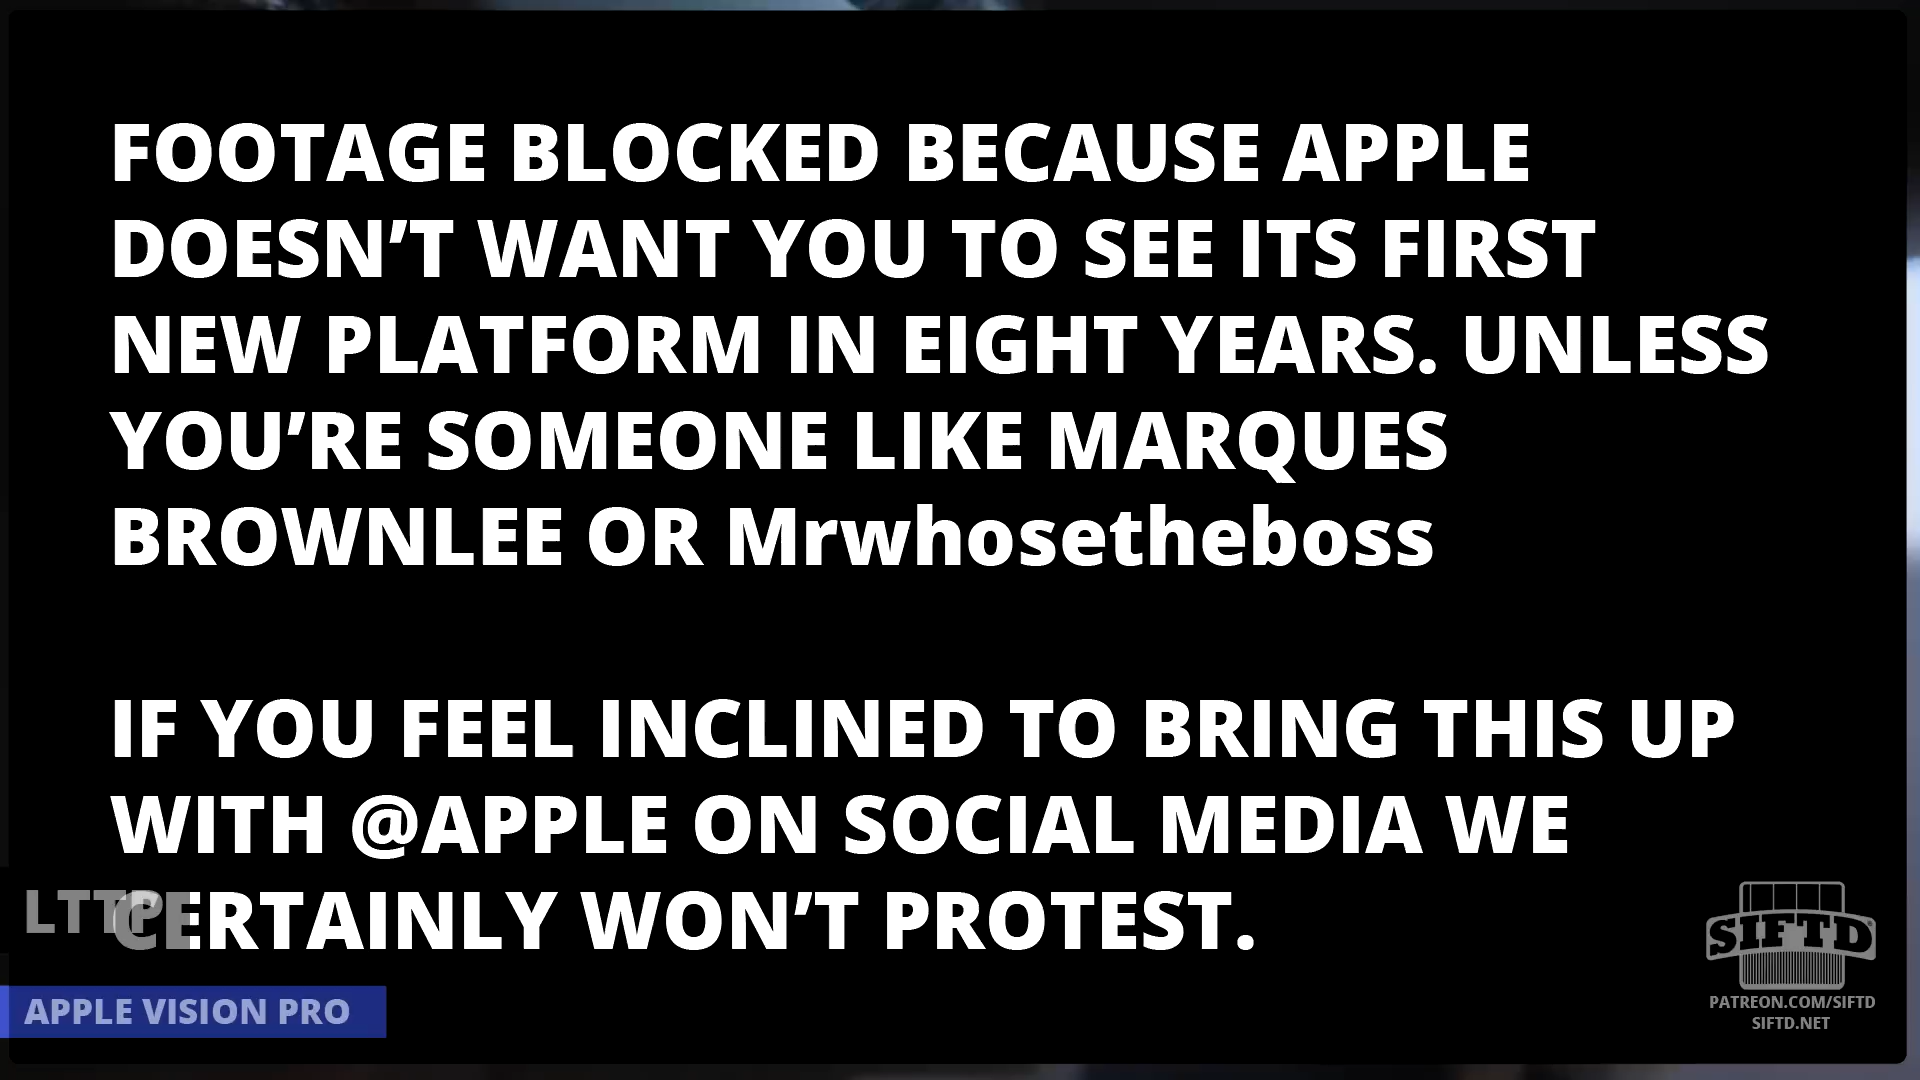 FOOTAGE BLOCKED BECAUSE APPLE
DOESN’T WANT YOU TO SEE ITS FIRST
NEW PLATFORM IN EIGHT YEARS. UNLESS
YOU’RE SOMEONE LIKE MARQUES
BROWNLEE OR Mrwhosetheboss
IF YOU FEEL INCLINED TO BRING THIS UP
WITH @APPLE ON SOCIAL MEDIA WE
CERTAINLY WON’T PROTEST.
LTTP
APPLE VISION PRO
SIFTD
PATREON.COM/SIFTD
SIFTD.NET